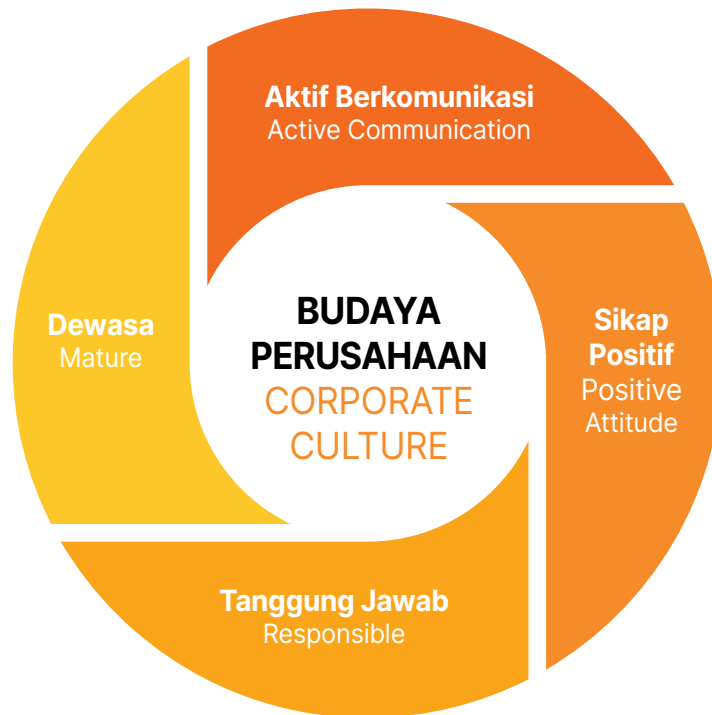 Aktif Berkomunikasi
Active Communication
Sikap
Positif
Positive
Attitude
Tanggung Jawab
Responsible
Dewasa
Mature
BUDAYA
PERUSAHAAN
CORPORATE
CULTURE